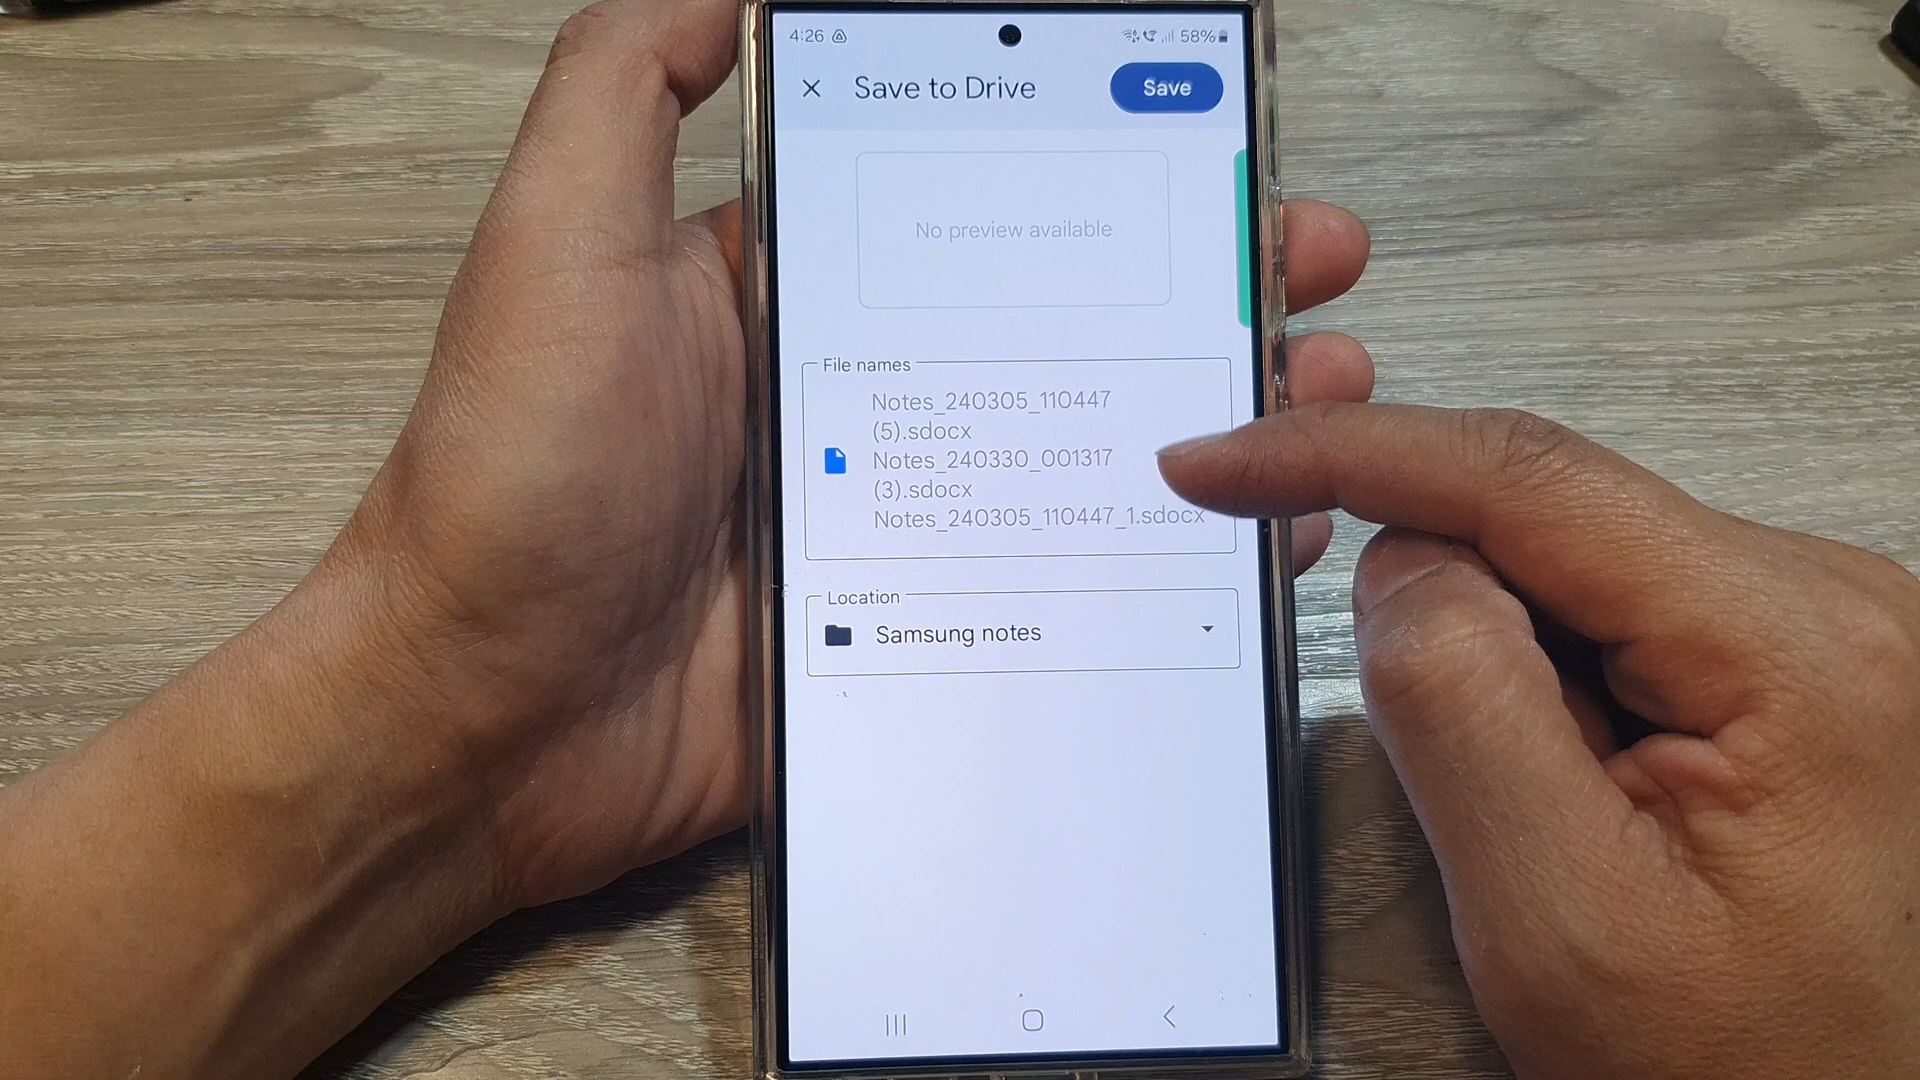 4:26 58%
Save to Drive Save
No preview available
File names
Notes_240305_110447
(5).sdocx
Notes_240330_001317
(3).sdocx
Notes_240305_110447_1.sdocx
Location
Samsung notes